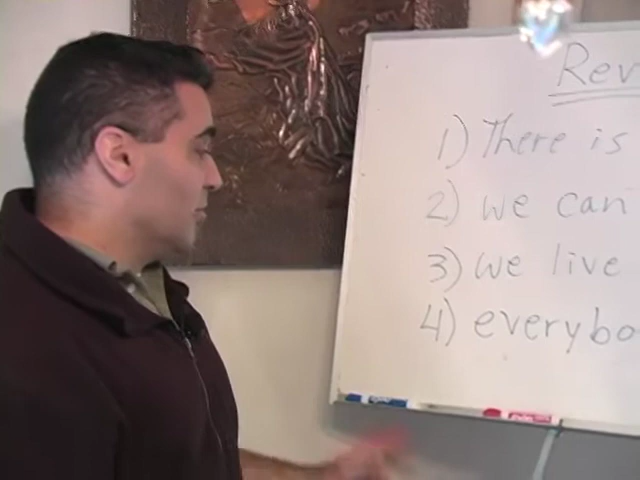 Rev
1) There is
2) we can
3) we live
4) everybo